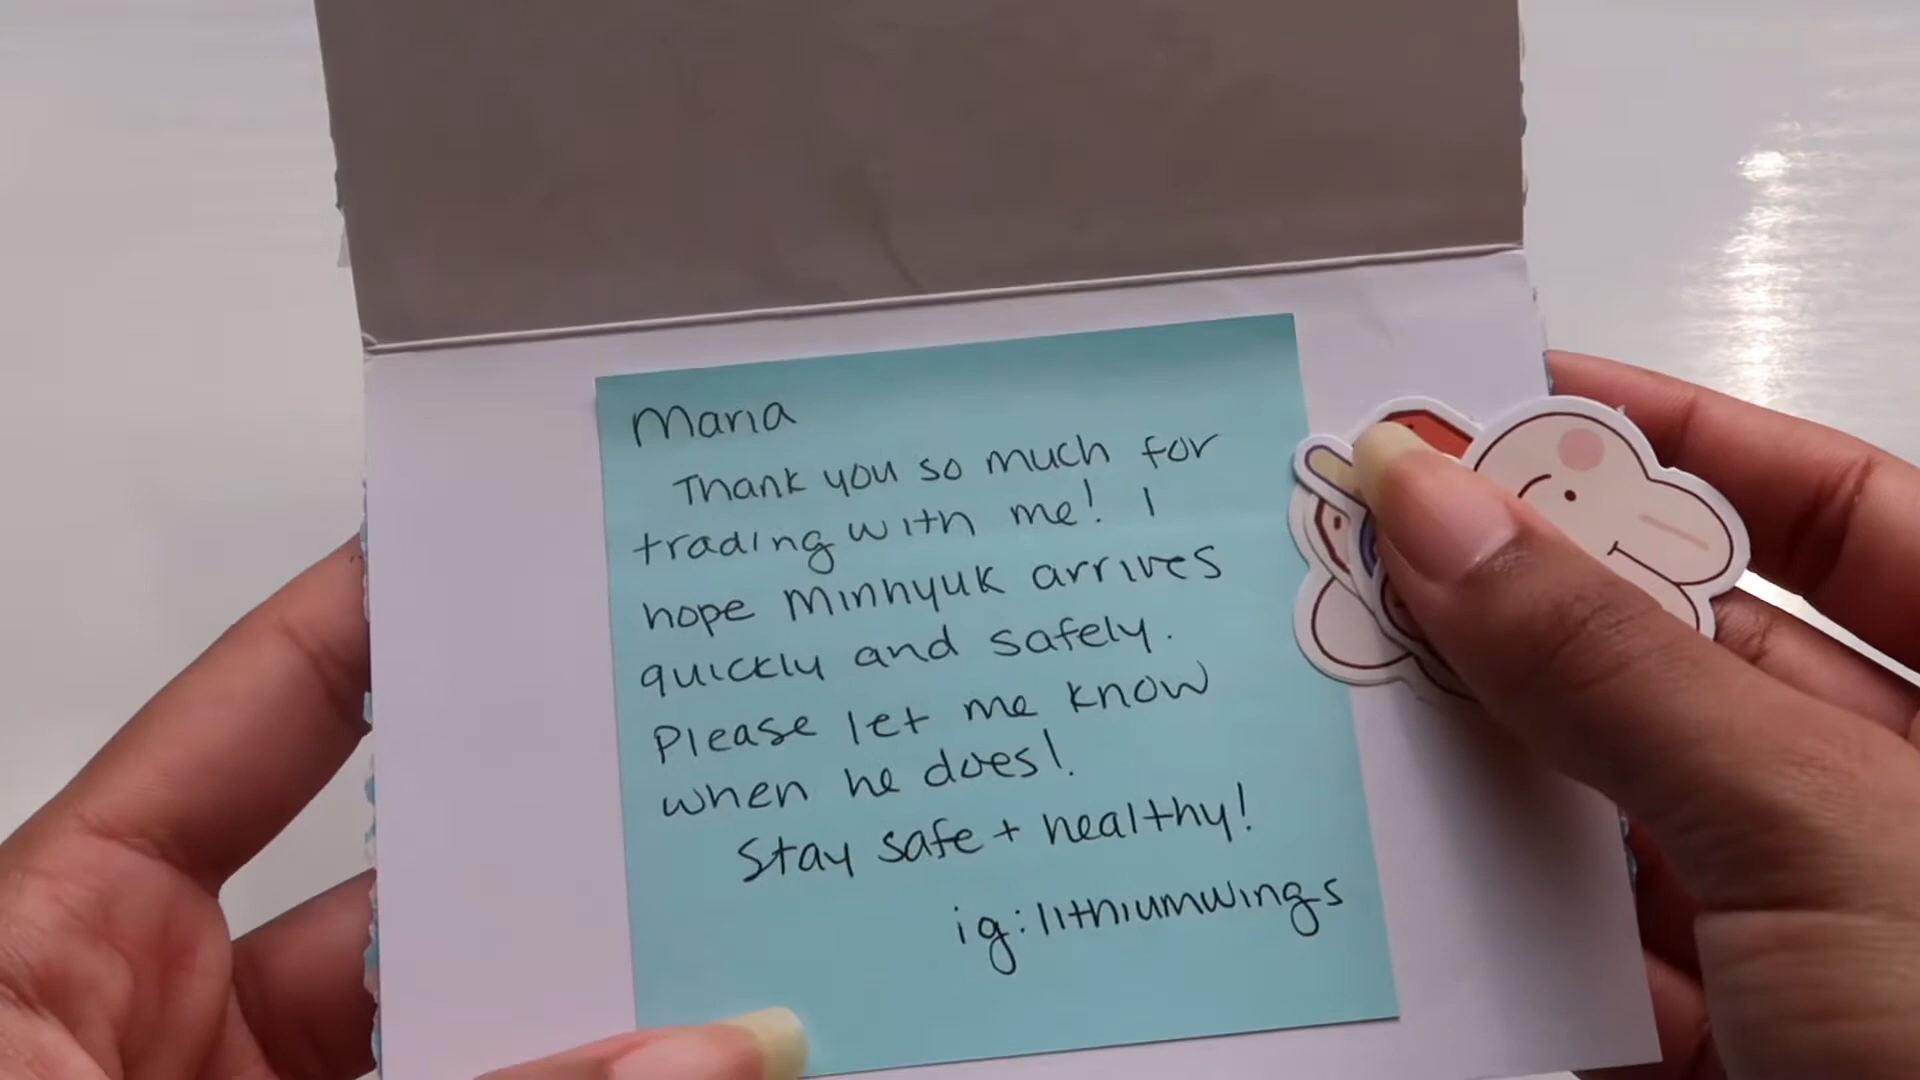 Maria
Thank you so much for
trading with me! I
hope Minhyuk arrives
quickly and safely.
Please let me know
when he does!
Stay safe + healthy!
ig: lithiumwings